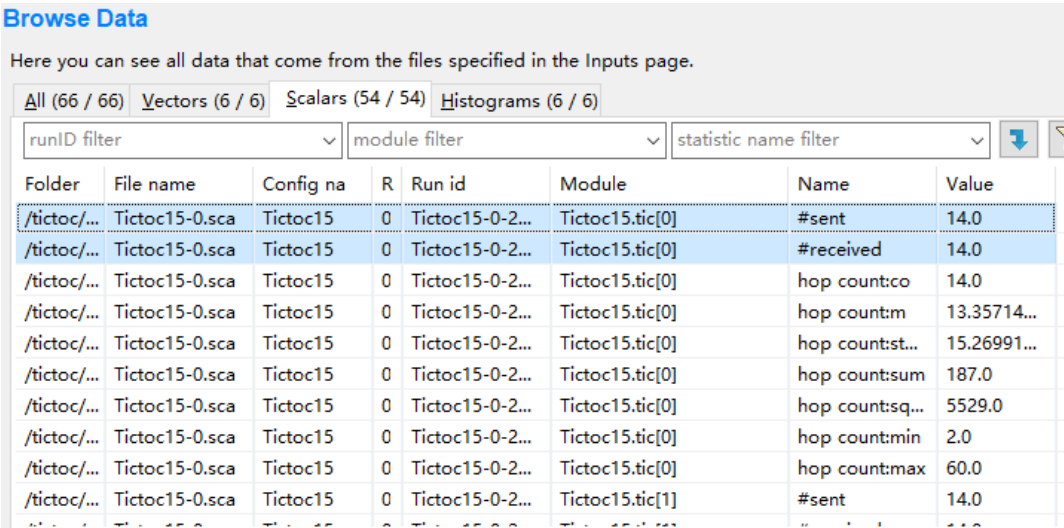 Browse Data
Here you can see all data that come from the files specified in the Inputs page.
All (66 / 66) Vectors (6 / 6) Scalars (54 / 54) Histograms (6 / 6)
runID filter module filter statistic name filter
Folder File name Config na R Run id Module Name Value
/tictoc/... Tictoc15-0.sca Tictoc15 0 Tictoc15-0-2... Tictoc15.tic[0] #sent 14.0
/tictoc/... Tictoc15-0.sca Tictoc15 0 Tictoc15-0-2... Tictoc15.tic[0] #received 14.0
/tictoc/... Tictoc15-0.sca Tictoc15 0 Tictoc15-0-2... Tictoc15.tic[0] hop count:co 14.0
/tictoc/... Tictoc15-0.sca Tictoc15 0 Tictoc15-0-2... Tictoc15.tic[0] hop count:m 13.35714...
/tictoc/... Tictoc15-0.sca Tictoc15 0 Tictoc15-0-2... Tictoc15.tic[0] hop count:st... 15.26991...
/tictoc/... Tictoc15-0.sca Tictoc15 0 Tictoc15-0-2... Tictoc15.tic[0] hop count:sum 187.0
/tictoc/... Tictoc15-0.sca Tictoc15 0 Tictoc15-0-2... Tictoc15.tic[0] hop count:sq... 5529.0
/tictoc/... Tictoc15-0.sca Tictoc15 0 Tictoc15-0-2... Tictoc15.tic[0] hop count:min 2.0
/tictoc/... Tictoc15-0.sca Tictoc15 0 Tictoc15-0-2... Tictoc15.tic[0] hop count:max 60.0
/tictoc/... Tictoc15-0.sca Tictoc15 0 Tictoc15-0-2... Tictoc15.tic[1] #sent 14.0